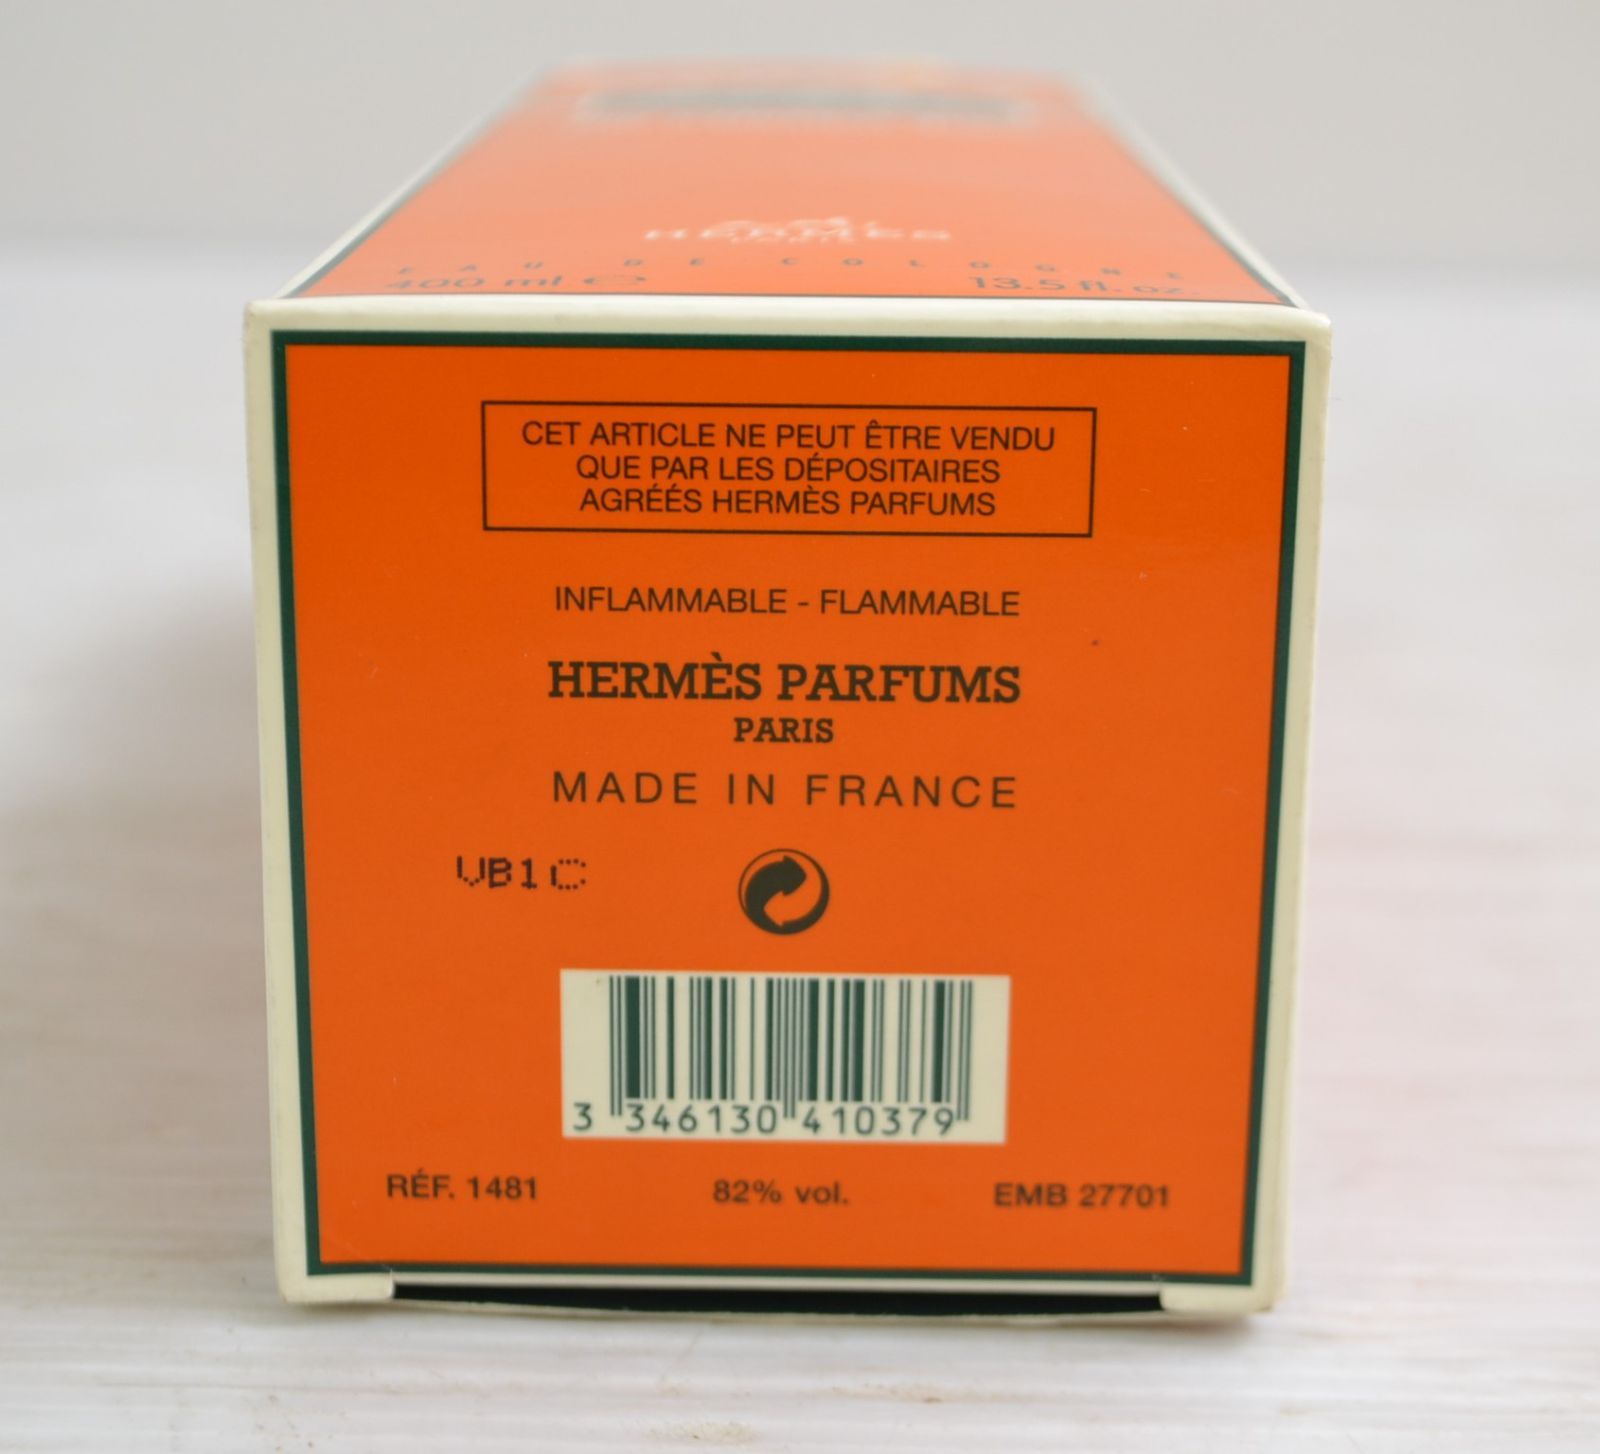 HERMÈS
PARIS
EAU DE COLOGNE
400 ml e 13.5 fl. oz.
CET ARTICLE NE PEUT ÊTRE VENDU
QUE PAR LES DÉPOSITAIRES
AGRÉÉS HERMÈS PARFUMS
INFLAMMABLE - FLAMMABLE
HERMÈS PARFUMS
PARIS
MADE IN FRANCE
VB1C
3 346130 410379
RÉF. 1481 82% vol. EMB 27701